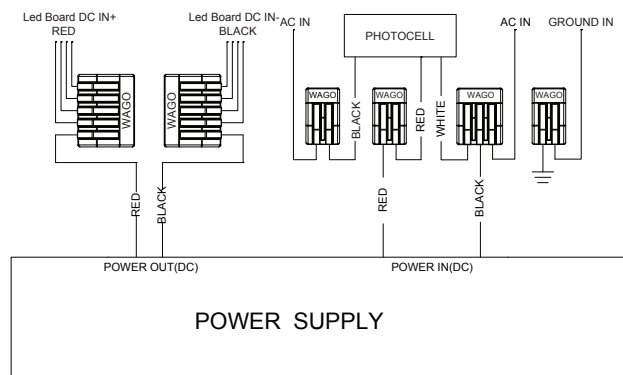 Led Board DC IN+
RED
Led Board DC IN-
BLACK
AC IN
PHOTOCELL
AC IN
GROUND IN
WAGO
WAGO
WAGO
WAGO
WAGO
WAGO
BLACK
RED
WHITE
RED
BLACK
RED
BLACK
POWER OUT(DC)
POWER IN(DC)
POWER SUPPLY